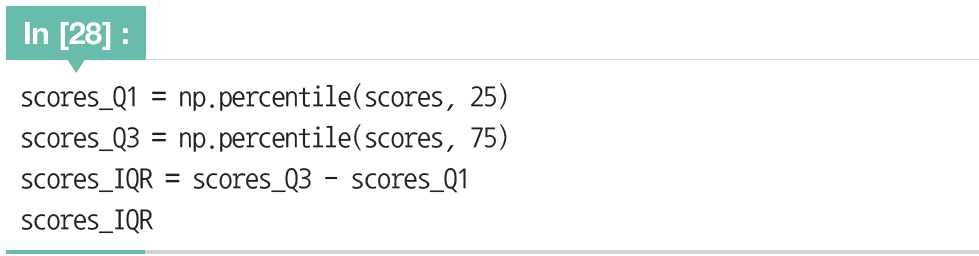 In [28] :
scores_Q1 = np.percentile(scores, 25)
scores_Q3 = np.percentile(scores, 75)
scores_IQR = scores_Q3 - scores_Q1
scores_IQR